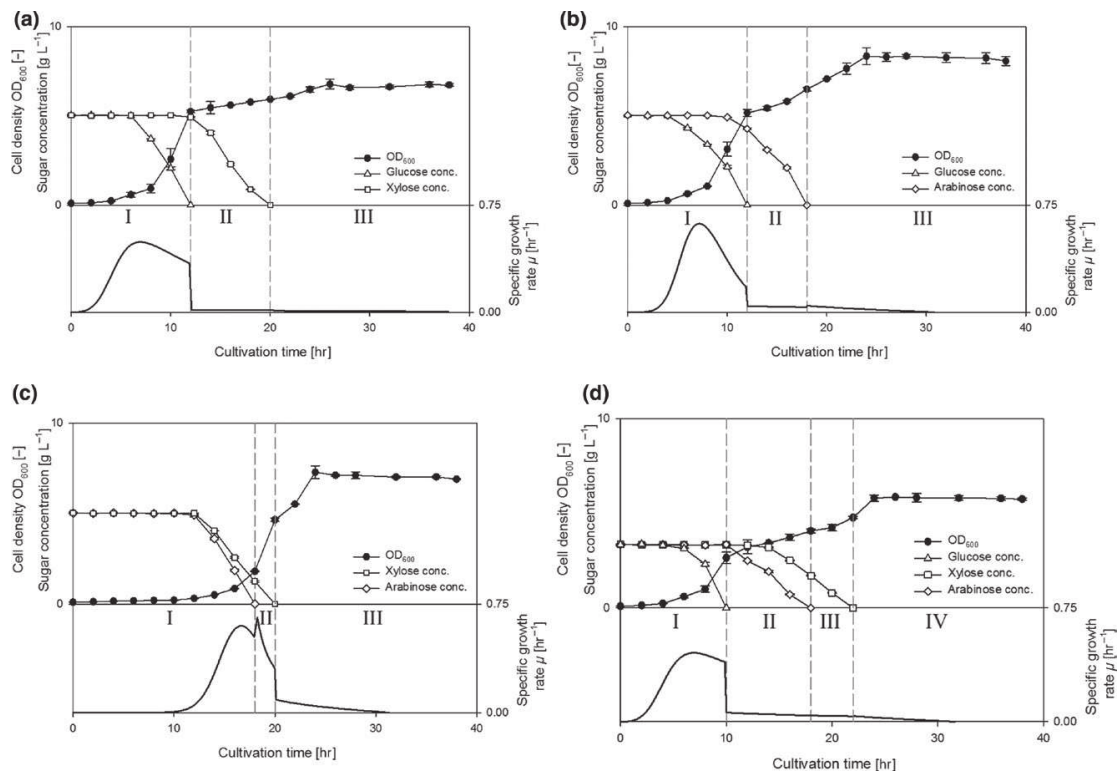 (a)
Cell density OD600 [–]
Sugar concentration [g L−1]
10
0
OD600
Glucose conc.
Xylose conc.
I II III
0.75
0.00
Specific growth
rate μ [hr−1]
0 10 20 30 40
Cultivation time [hr]
(b)
Cell density OD600 [–]
Sugar concentration [g L−1]
10
0
OD600
Glucose conc.
Arabinose conc.
I II III
0.75
0.00
Specific growth
rate μ [hr−1]
0 10 20 30 40
Cultivation time [hr]
(c)
Cell density OD600 [–]
Sugar concentration [g L−1]
10
0
OD600
Xylose conc.
Arabinose conc.
I II III
0.75
0.00
Specific growth
rate μ [hr−1]
0 10 20 30 40
Cultivation time [hr]
(d)
Cell density OD600 [–]
Sugar concentration [g L−1]
10
0
OD600
Glucose conc.
Xylose conc.
Arabinose conc.
I II III IV
0.75
0.00
Specific growth
rate μ [hr−1]
0 10 20 30 40
Cultivation time [hr]